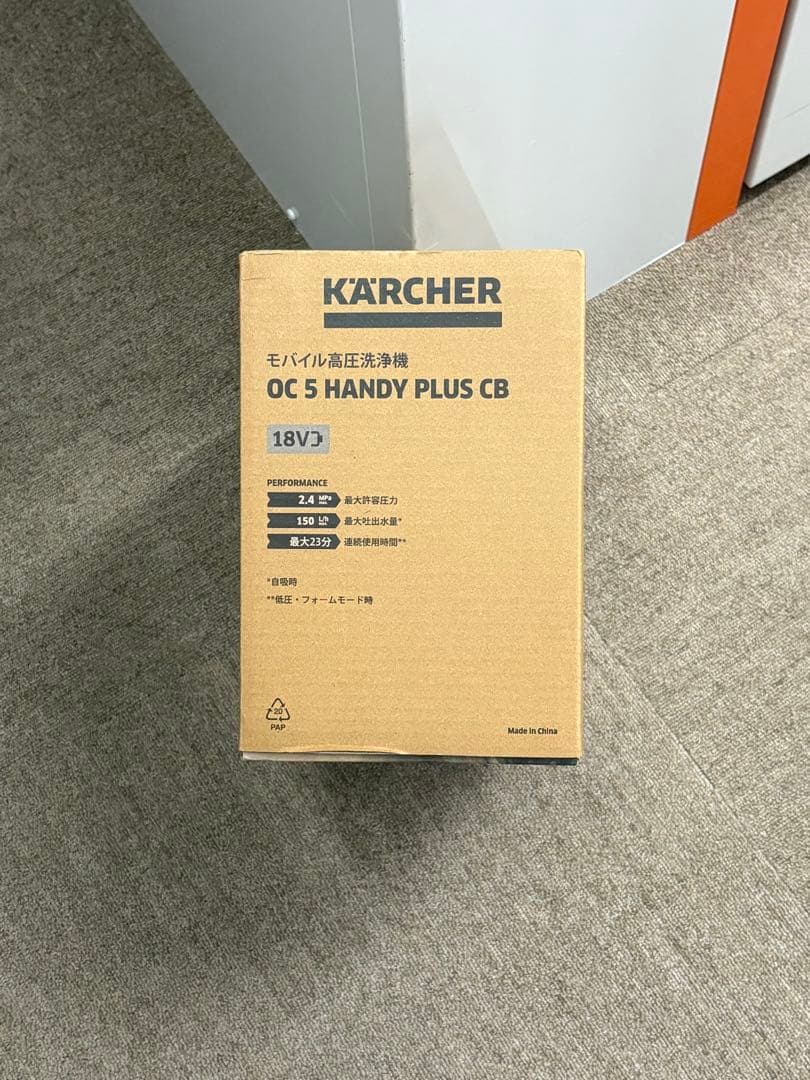 KÄRCHER
モバイル高圧洗浄機
OC 5 HANDY PLUS CB
18V
PERFORMANCE
2.4 MPa max. 最大許容圧力
150 L/h max. 最大吐出水量*
最大23分 連続使用時間**
*自吸時
**低圧・フォームモード時
20
PAP
Made in China